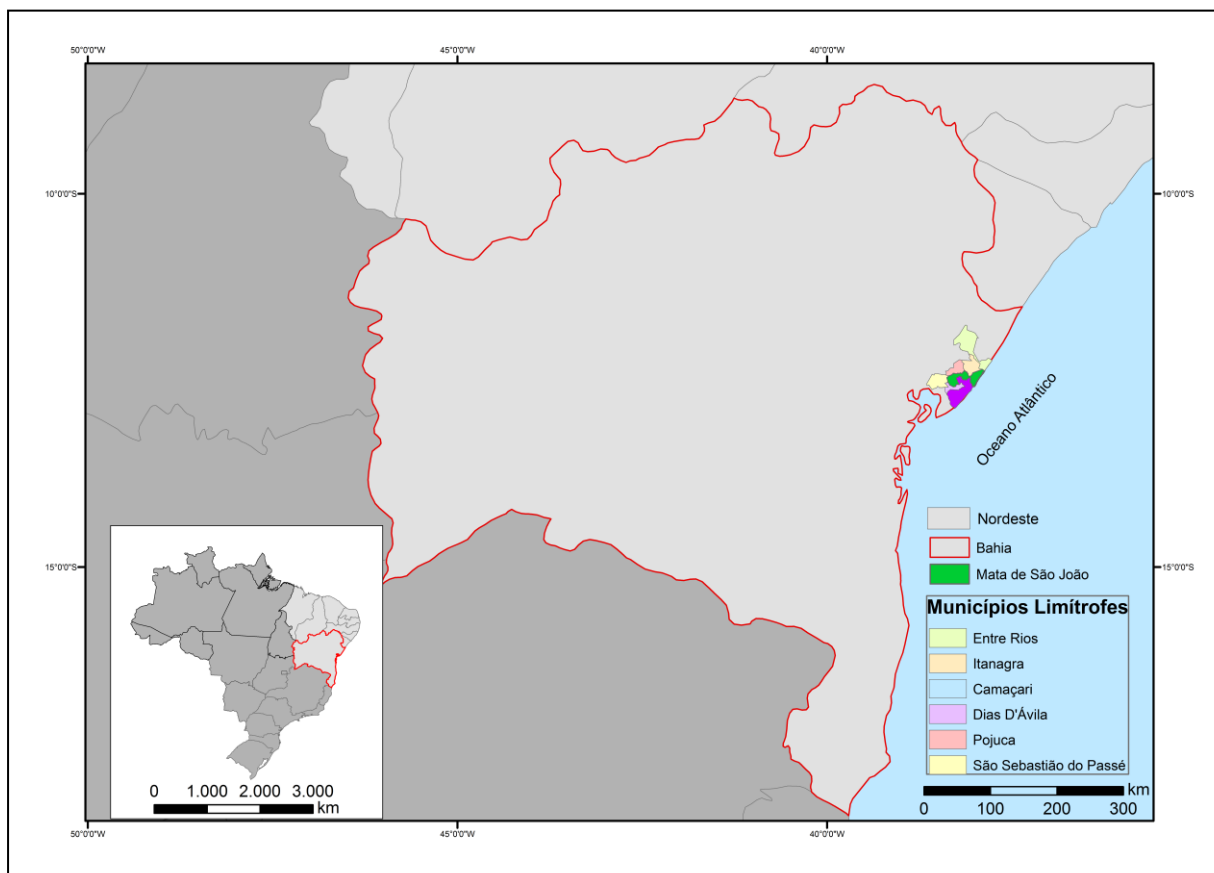 50°0'0"W
45°0'0"W
40°0'0"W
10°0'0"S
10°0'0"S
Oceano Atlântico
Nordeste
Bahia
Mata de São João
15°0'0"S
15°0'0"S
Municípios Limítrofes
Entre Rios
Itanagra
Camaçari
Dias D'Ávila
Pojuca
São Sebastião do Passé
0 1.000 2.000 3.000
km
km
0 100 200 300
50°0'0"W
45°0'0"W
40°0'0"W